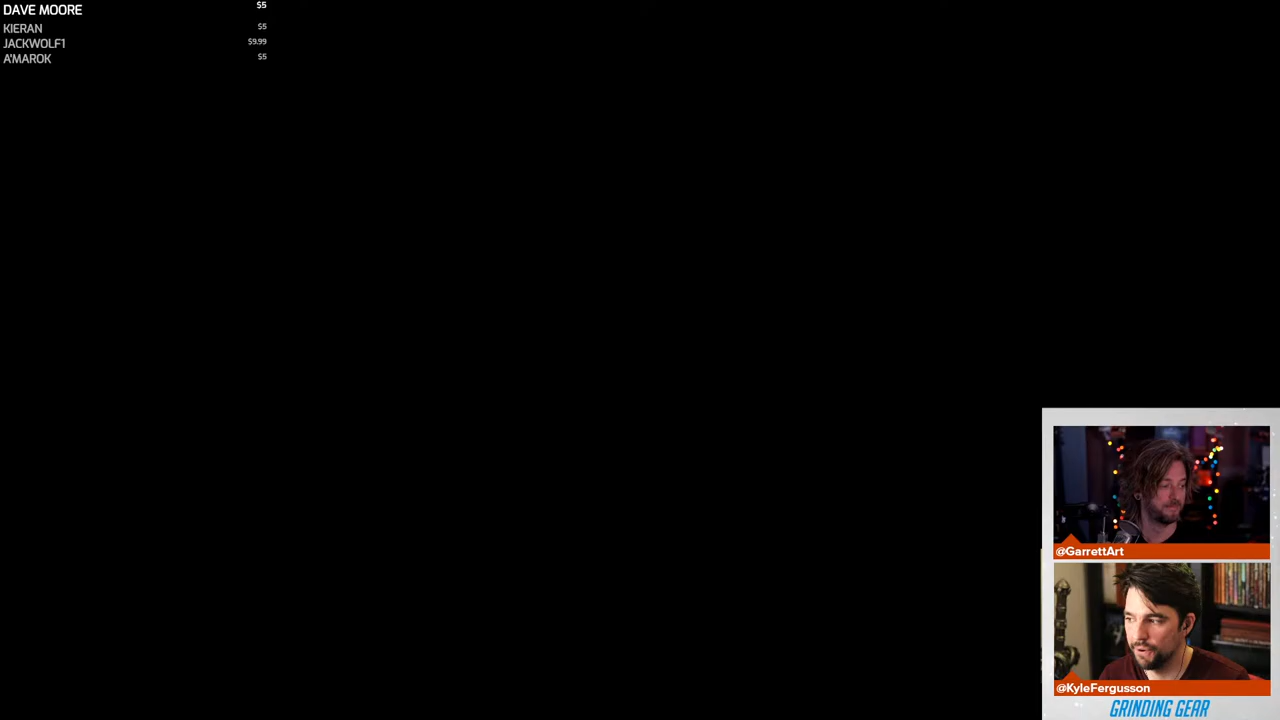 DAVE MOORE $5
KIERAN $5
JACKWOLF1 $9.99
A'MAROK $5
@GarrettArt
@KyleFergusson
GRINDING GEAR